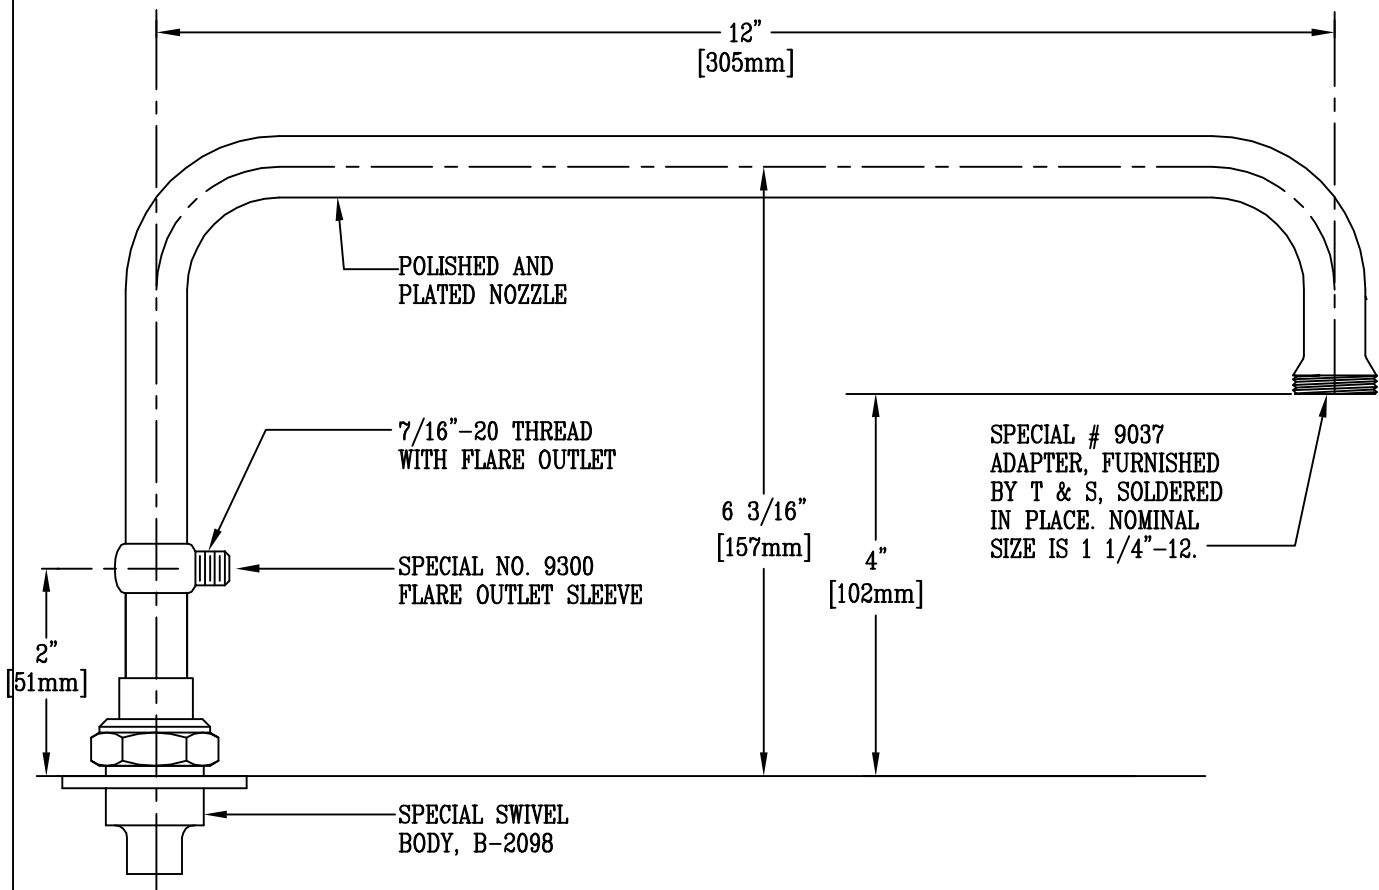 12"
[305mm]
POLISHED AND
PLATED NOZZLE
7/16"-20 THREAD
WITH FLARE OUTLET
SPECIAL # 9037
ADAPTER, FURNISHED
BY T & S, SOLDERED
IN PLACE. NOMINAL
SIZE IS 1 1/4"-12.
6 3/16"
[157mm]
4"
[102mm]
SPECIAL NO. 9300
FLARE OUTLET SLEEVE
2"
[51mm]
SPECIAL SWIVEL
BODY, B-2098